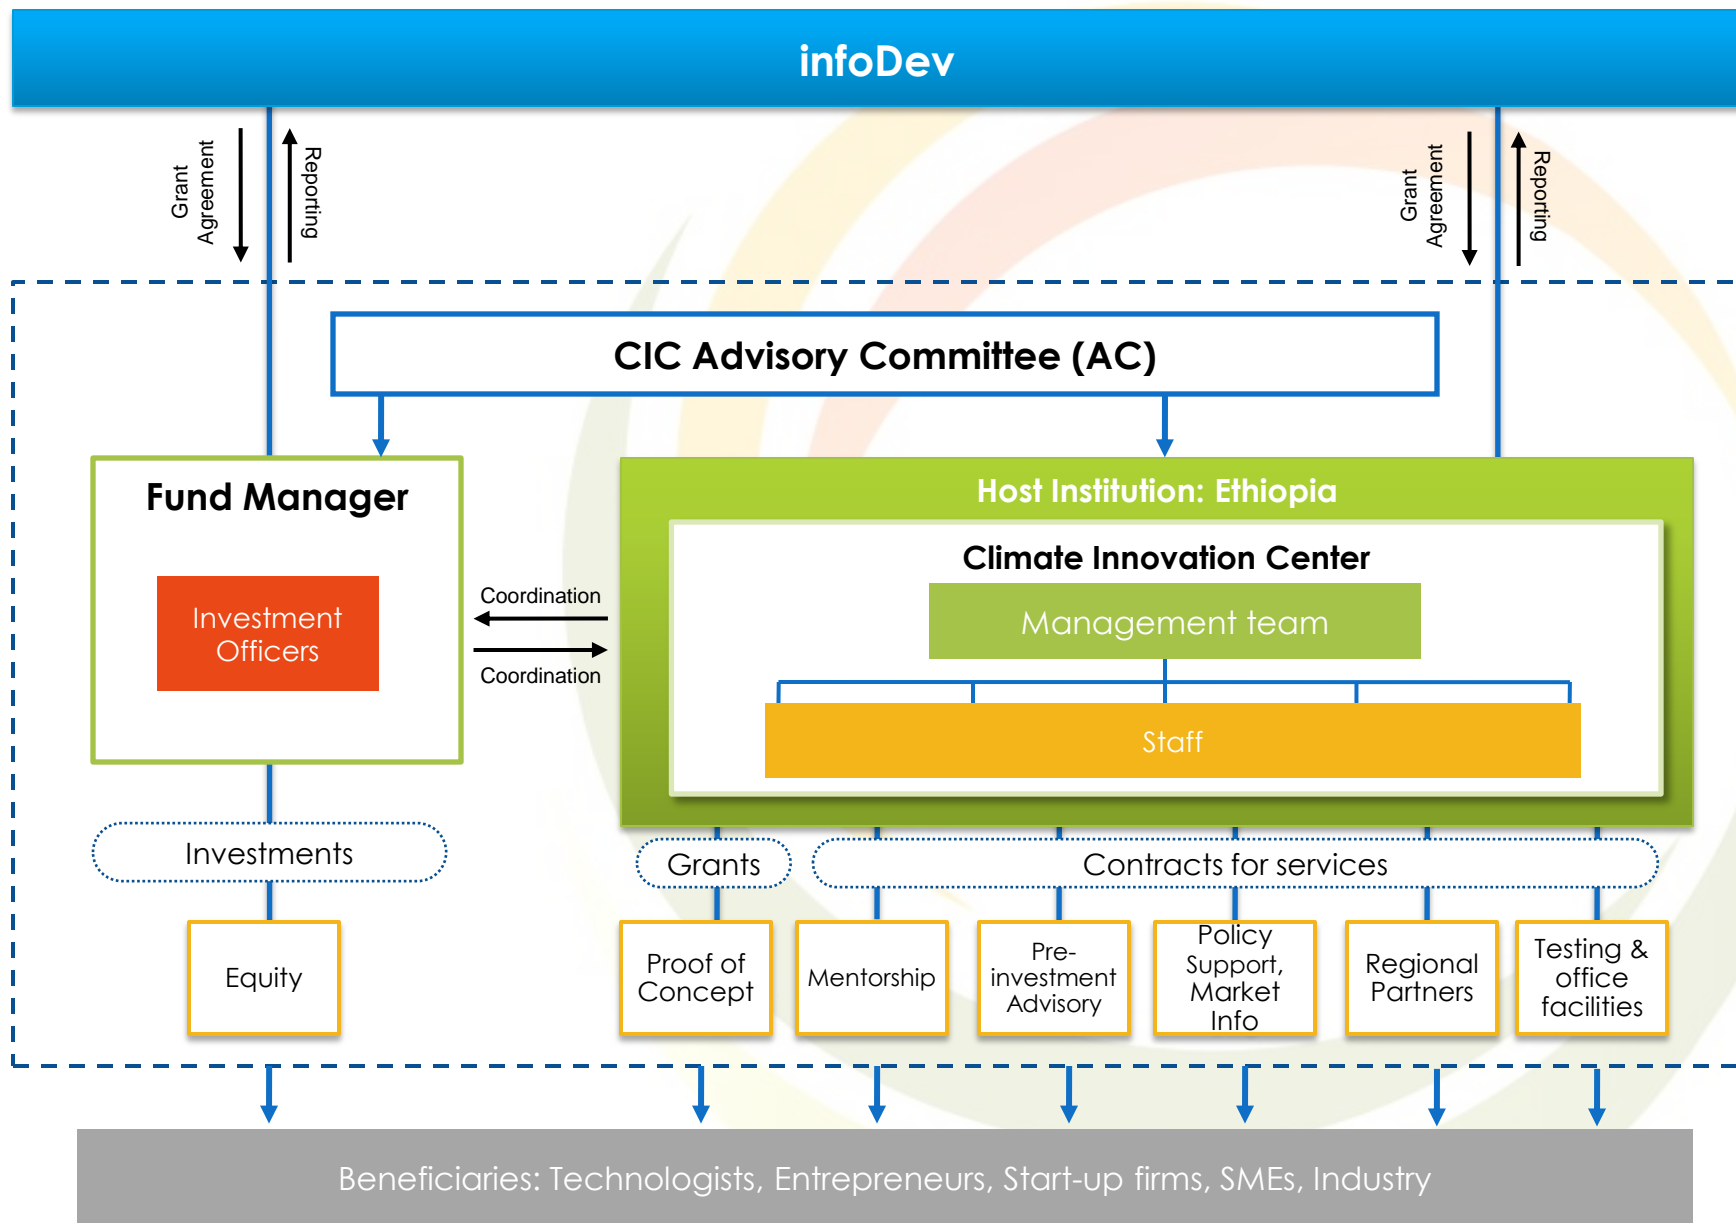 infoDev
Grant
Agreement
Reporting
Grant
Agreement
Reporting
CIC Advisory Committee (AC)
Fund Manager
Investment
Officers
Coordination
Coordination
Host Institution: Ethiopia
Climate Innovation Center
Management team
Staff
Investments
Grants
Contracts for services
Equity
Proof of
Concept
Mentorship
Pre-
investment
Advisory
Policy
Support,
Market
Info
Regional
Partners
Testing &
office
facilities
Beneficiaries: Technologists, Entrepreneurs, Start-up firms, SMEs, Industry